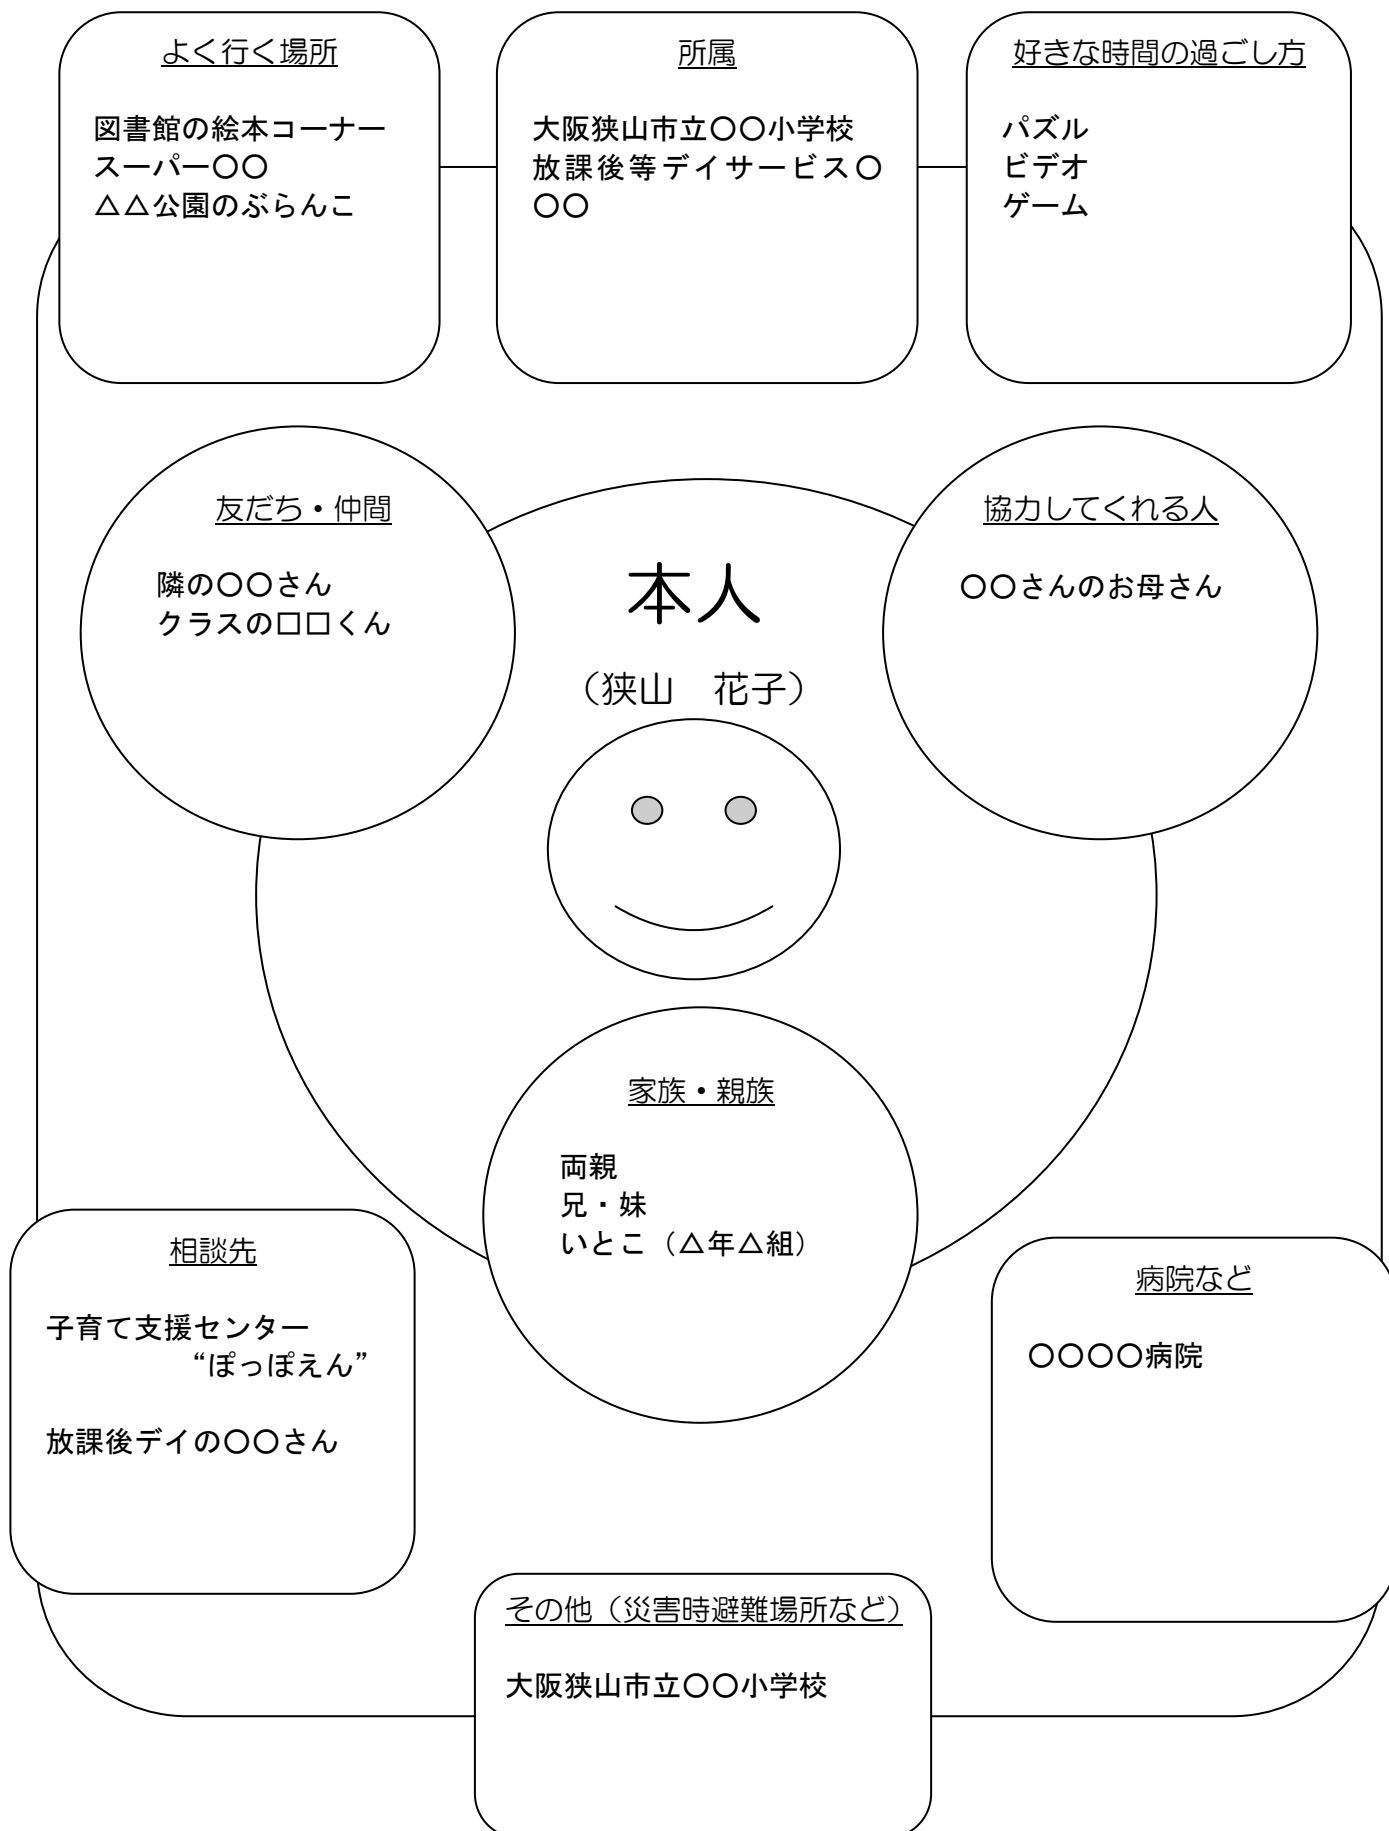 よく行く場所
図書館の絵本コーナー
スーパー〇〇
△△公園のぶらんこ
所属
大阪狭山市立〇〇小学校
放課後等デイサービス〇
〇〇
好きな時間の過ごし方
パズル
ビデオ
ゲーム
友だち・仲間
隣の〇〇さん
クラスの□□くん
本人
（狭山　花子）
協力してくれる人
〇〇さんのお母さん
家族・親族
両親
兄・妹
いとこ（△年△組）
相談先
子育て支援センター
“ぽっぽえん”
放課後デイの〇〇さん
病院など
〇〇〇〇病院
その他（災害時避難場所など）
大阪狭山市立〇〇小学校